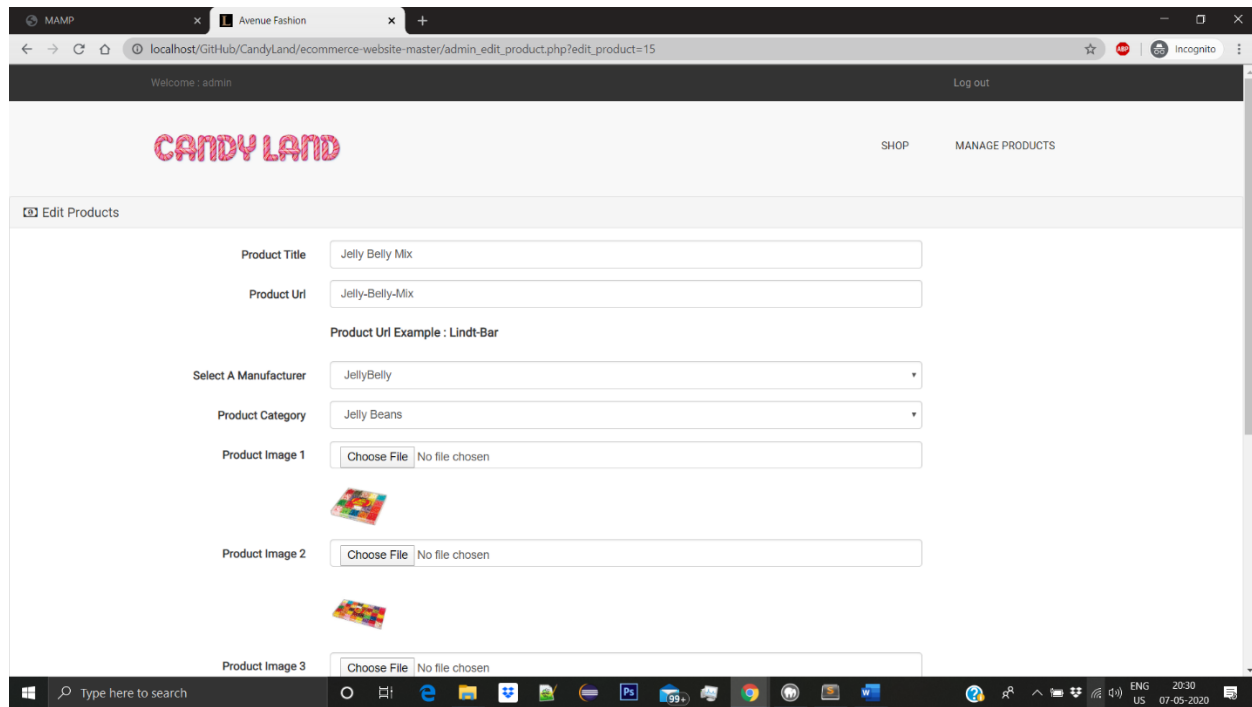 MAMP
Avenue Fashion
localhost/GitHub/CandyLand/ecommerce-website-master/admin_edit_product.php?edit_product=15
ABP
Incognito
Welcome : admin
Log out
CANDY LAND
SHOP
MANAGE PRODUCTS
Edit Products
Product Title
Jelly Belly Mix
Product Url
Jelly-Belly-Mix
Product Url Example : Lindt-Bar
Select A Manufacturer
JellyBelly
Product Category
Jelly Beans
Product Image 1
Choose File No file chosen
Product Image 2
Choose File No file chosen
Product Image 3
Choose File No file chosen
Type here to search
Ps
99+
ENG
US
20:30
07-05-2020